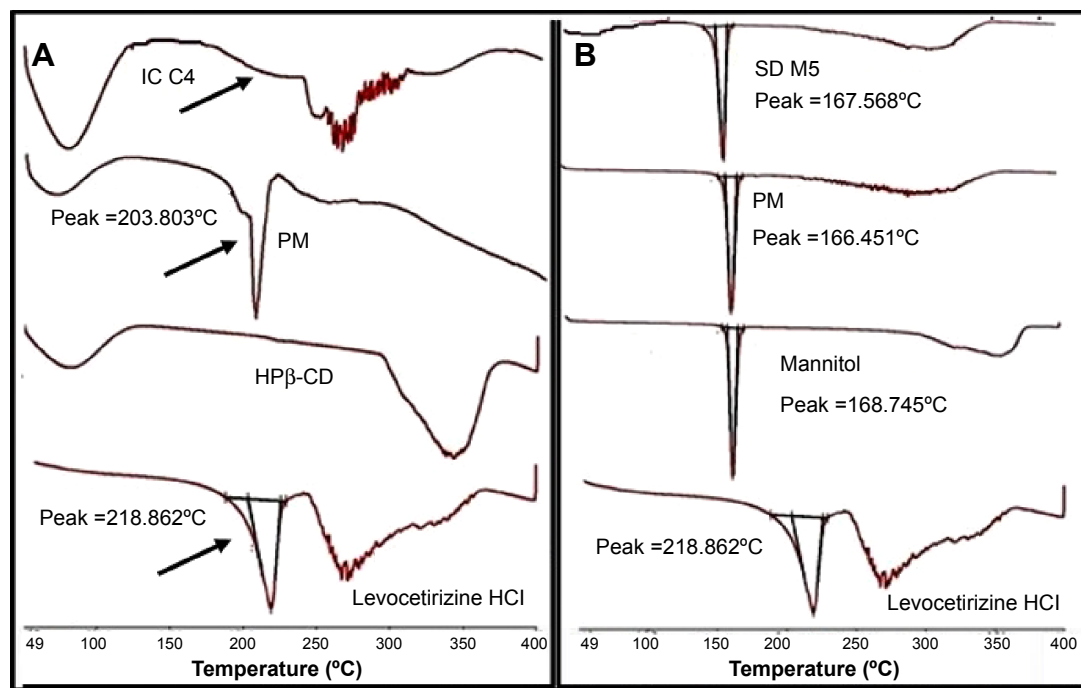 A
IC C4
Peak =203.803ºC
PM
HPβ-CD
Peak =218.862ºC
Levocetirizine HCl
49 100 200 250 300 350 400
Temperature (ºC)
B
SD M5
Peak =167.568ºC
PM
Peak =166.451ºC
Mannitol
Peak =168.745ºC
Peak =218.862ºC
Levocetirizine HCl
49 100 150 200 250 300 400
Temperature (ºC)